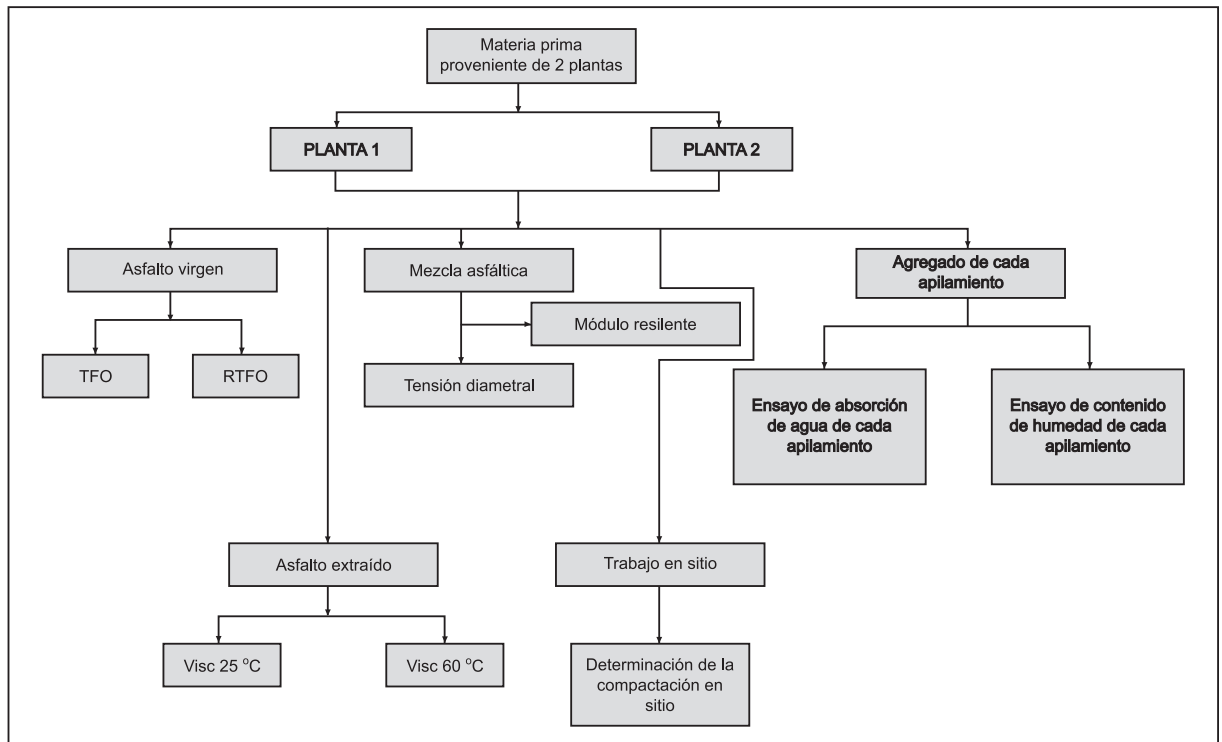 Materia prima
proveniente de 2 plantas
PLANTA 1
PLANTA 2
Asfalto virgen
Mezcla asfáltica
Agregado de cada
apilamiento
Módulo resilente
TFO
RTFO
Tensión diametral
Ensayo de absorción
de agua de cada
apilamiento
Ensayo de contenido
de humedad de cada
apilamiento
Asfalto extraído
Trabajo en sitio
Visc 25 °C
Visc 60 °C
Determinación de la
compactación en
sitio